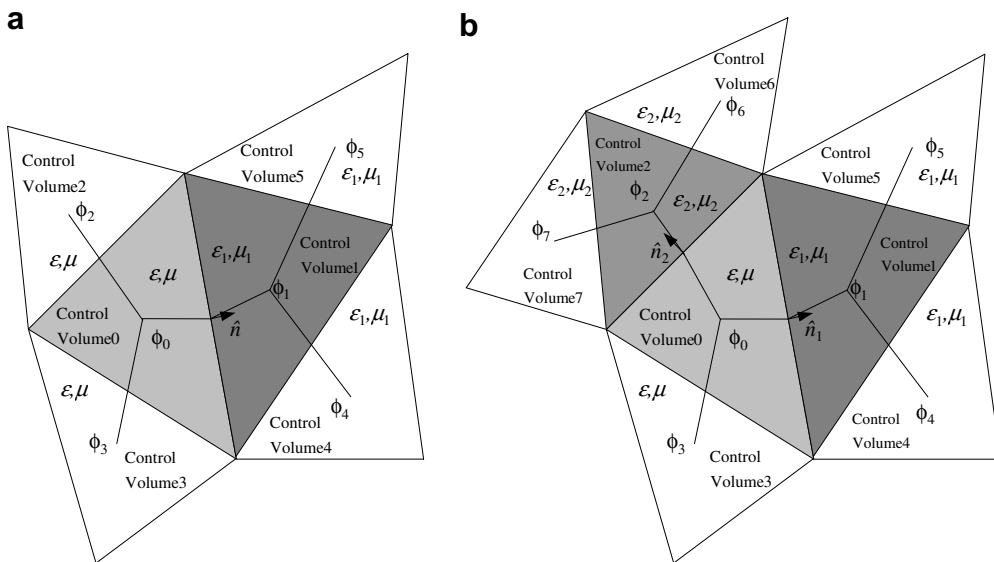 a
Control
Volume2
ϕ2
ε,μ
ε,μ
Control
Volume0
ϕ0
ε,μ
ϕ3
Control
Volume3
Control
Volume5
ϕ5
ε1,μ1
ε1,μ1
Control
Volume1
ϕ1
n̂
ε1,μ1
ϕ4
Control
Volume4
b
Control
Volume6
ε2,μ2
ϕ6
Control
Volume2
ε2,μ2
ϕ2
ε2,μ2
ϕ7
n̂2
Control
Volume7
ε,μ
Control
Volume0
ϕ0
ε,μ
ϕ3
Control
Volume3
Control
Volume5
ϕ5
ε1,μ1
ε1,μ1
Control
Volume1
ϕ1
n̂1
ε1,μ1
ϕ4
Control
Volume4